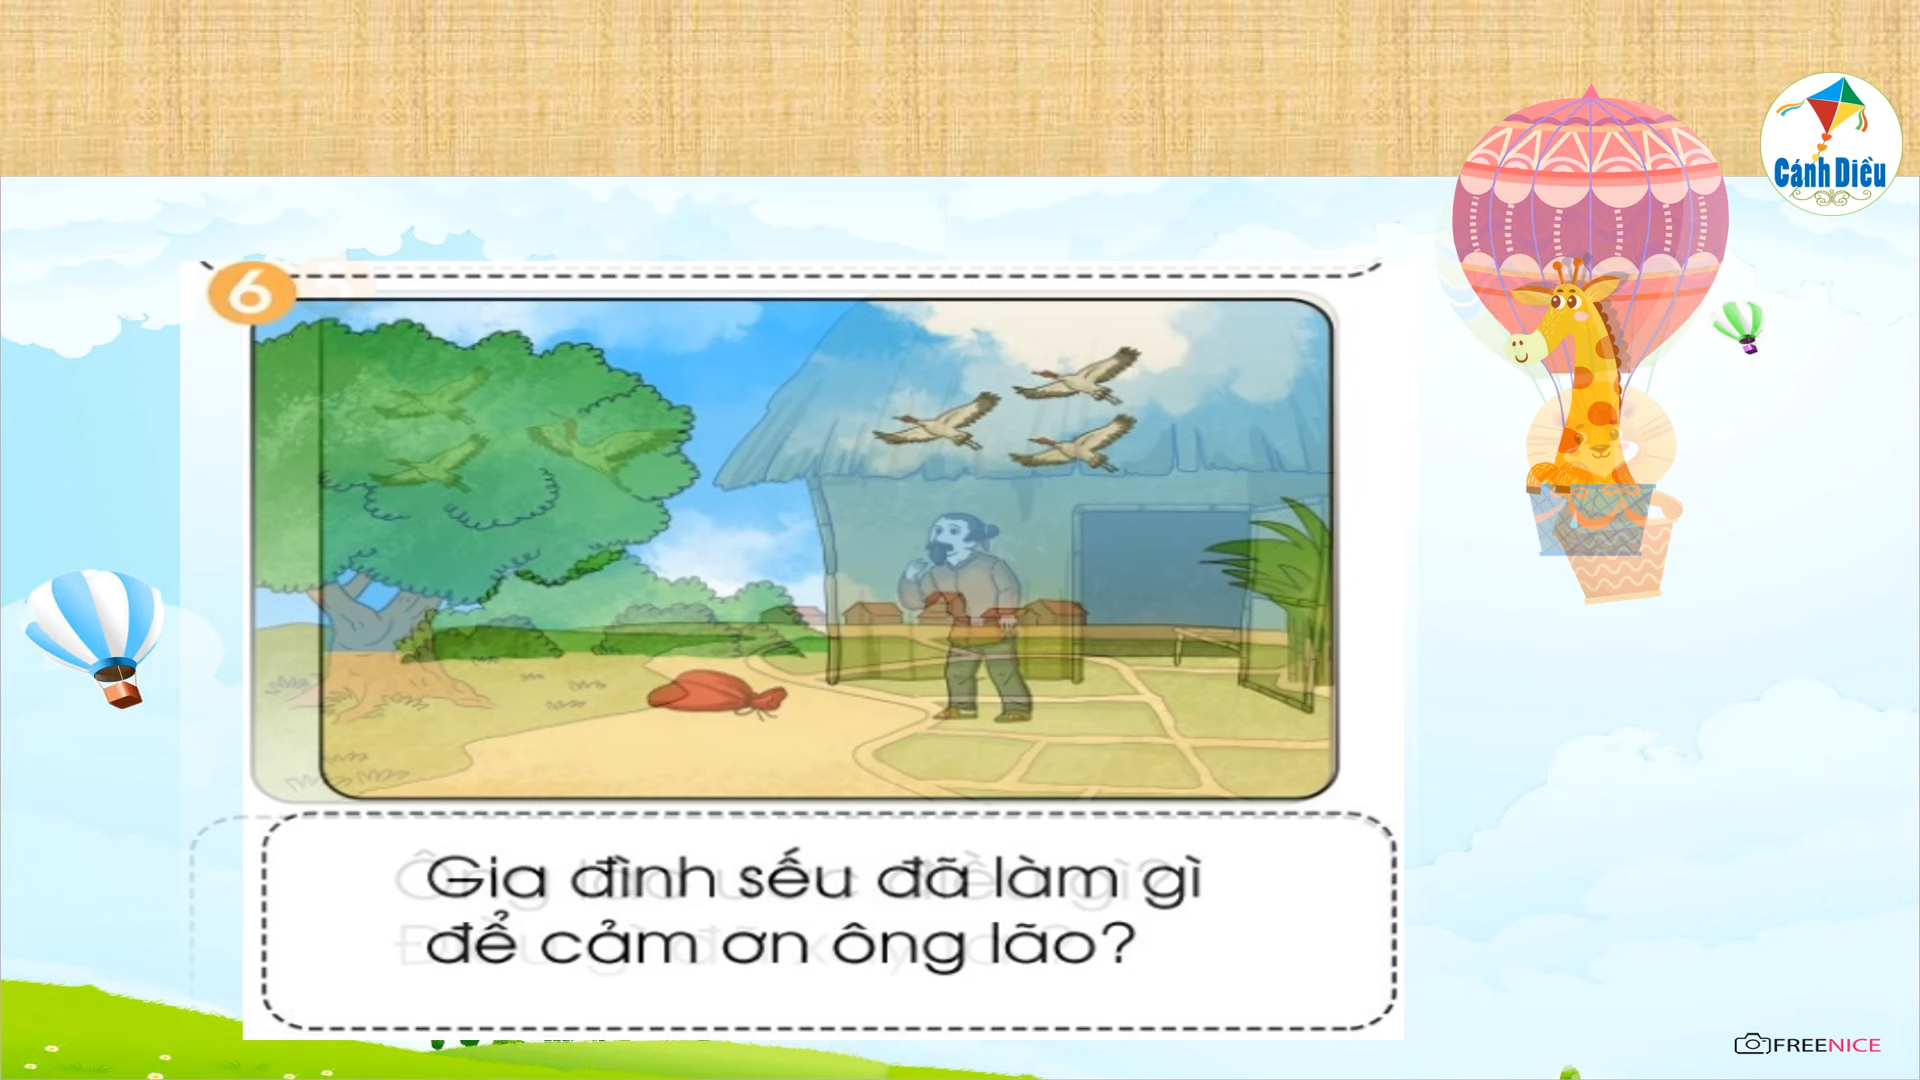 Cánh Diều
6
Gia đình sếu đã làm gì
để cảm ơn ông lão?
FREENICE